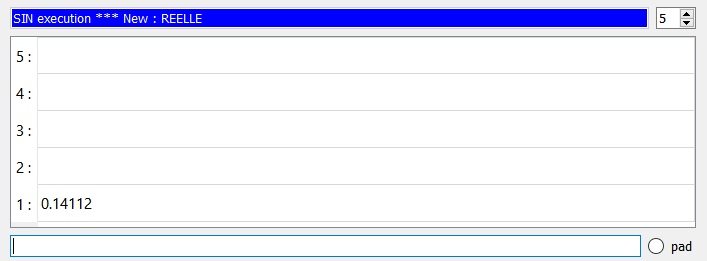 SIN execution *** New : REELLE
5
5 :
4 :
3 :
2 :
1 : 0.14112
pad